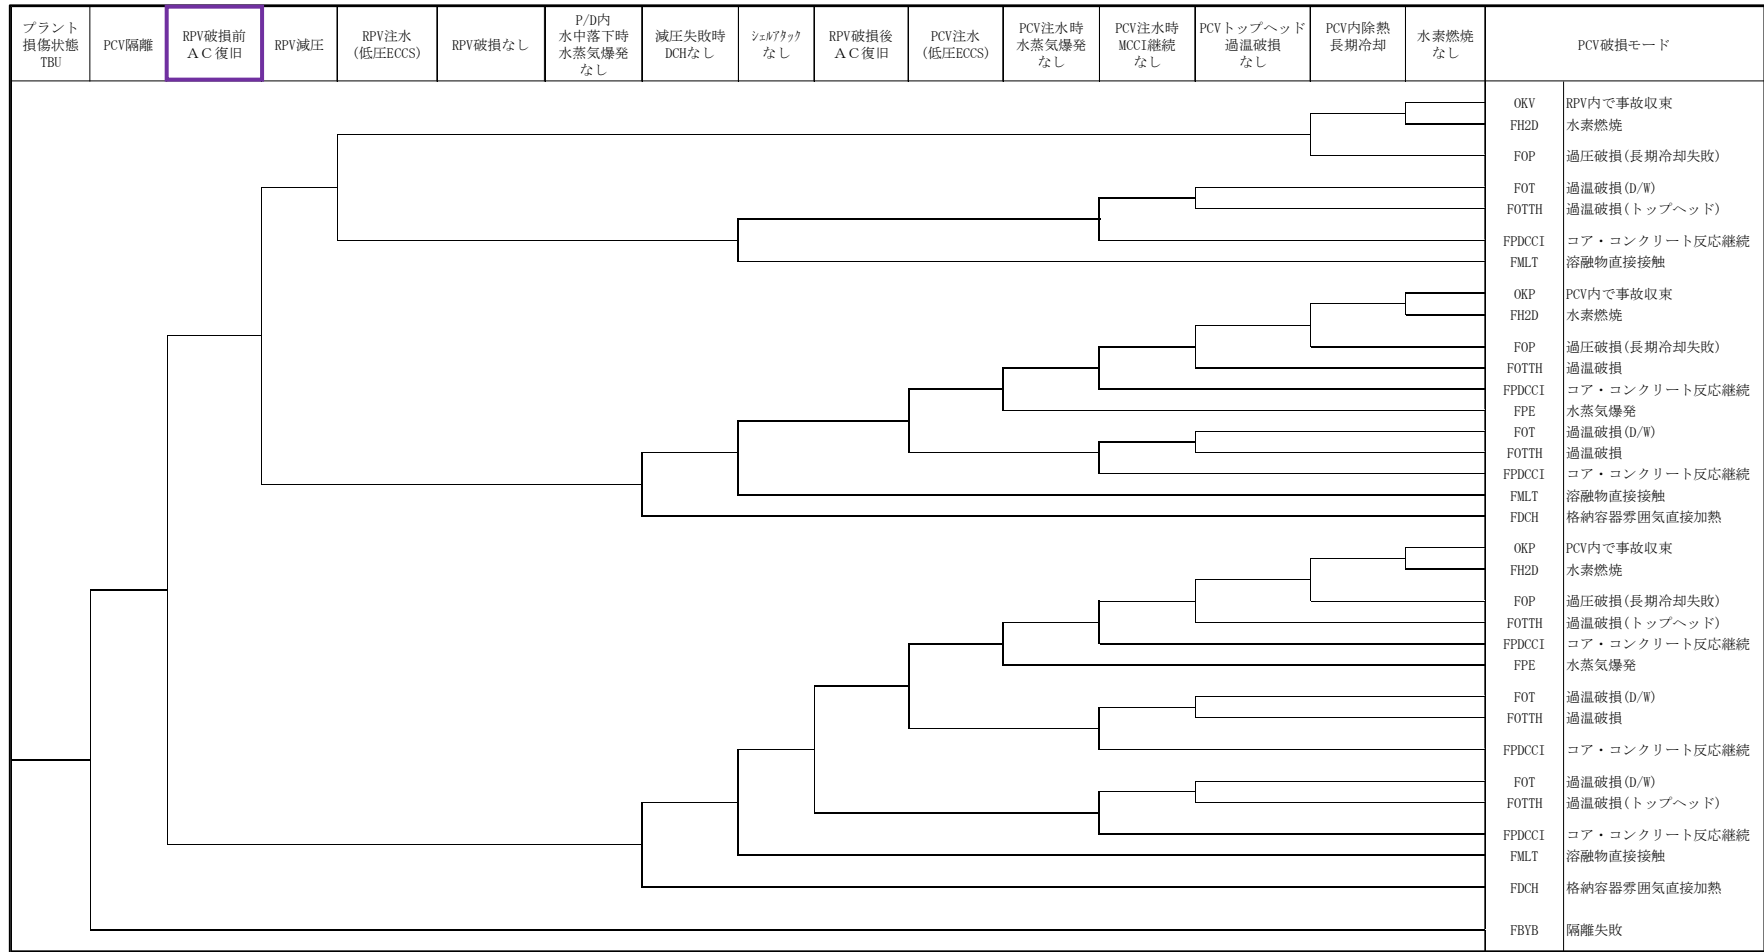 プラント
損傷状態
TBU
PCV隔離
RPV破損前
AC復旧
RPV減圧
RPV注水
(低圧ECCS)
RPV破損なし
P/D内
水中落下時
水蒸気爆発
なし
減圧失敗時
DCHなし
シェルアタック
なし
RPV破損後
AC復旧
PCV注水
(低圧ECCS)
PCV注水時
水蒸気爆発
なし
PCV注水時
MCCI継続
なし
PCVトップヘッド
過温破損
なし
PCV内除熱
長期冷却
水素燃焼
なし
PCV破損モード
OKV RPV内で事故収束
FH2D 水素燃焼
FOP 過圧破損(長期冷却失敗)
FOT 過温破損(D/W)
FOTTH 過温破損(トップヘッド)
FPDCCI コア・コンクリート反応継続
FMLT 溶融物直接接触
OKP PCV内で事故収束
FH2D 水素燃焼
FOP 過圧破損(長期冷却失敗)
FOTTH 過温破損
FPDCCI コア・コンクリート反応継続
FPE 水蒸気爆発
FOT 過温破損(D/W)
FOTTH 過温破損
FPDCCI コア・コンクリート反応継続
FMLT 溶融物直接接触
FDCH 格納容器雰囲気直接加熱
OKP PCV内で事故収束
FH2D 水素燃焼
FOP 過圧破損(長期冷却失敗)
FOTTH 過温破損(トップヘッド)
FPDCCI コア・コンクリート反応継続
FPE 水蒸気爆発
FOT 過温破損(D/W)
FOTTH 過温破損
FPDCCI コア・コンクリート反応継続
FOT 過温破損(D/W)
FOTTH 過温破損(トップヘッド)
FPDCCI コア・コンクリート反応継続
FMLT 溶融物直接接触
FDCH 格納容器雰囲気直接加熱
FBYB 隔離失敗